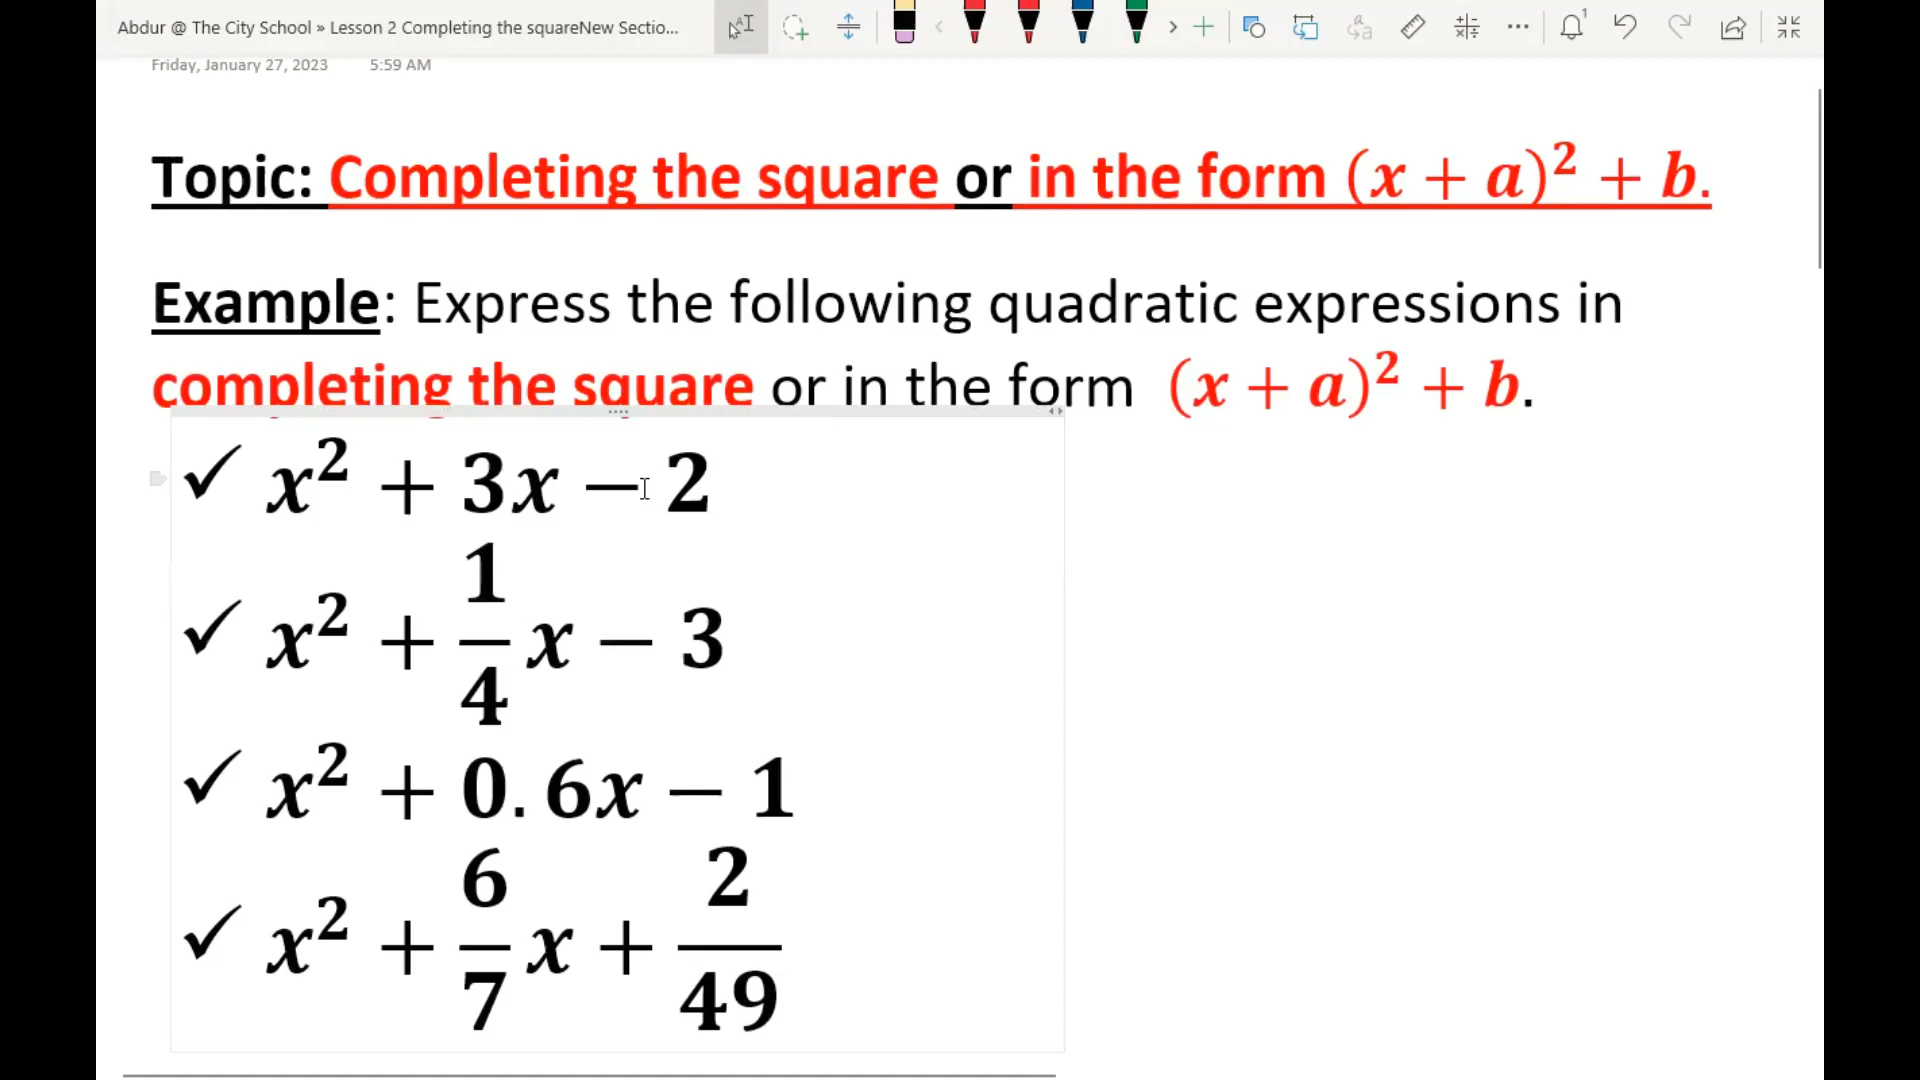 Abdur @ The City School » Lesson 2 Completing the squareNew Sectio...
Friday, January 27, 2023 5:59 AM
Topic: Completing the square or in the form (x + a)² + b.
Example: Express the following quadratic expressions in
completing the square or in the form (x + a)² + b.
✓ x² + 3x − 2
✓ x² + 1/4 x − 3
✓ x² + 0.6x − 1
✓ x² + 6/7 x + 2/49